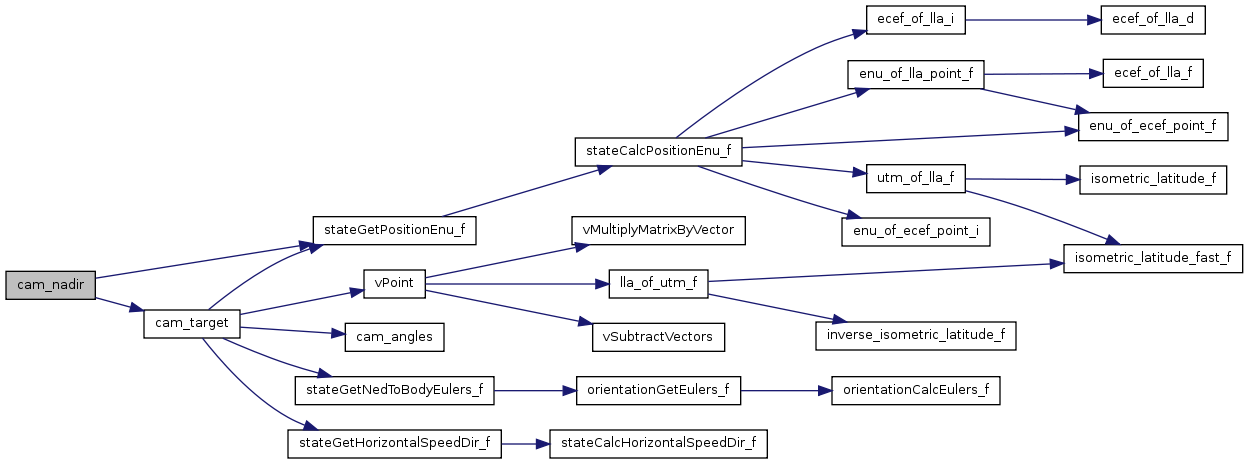 cam_nadir
stateGetPositionEnu_f
cam_target
stateCalcPositionEnu_f
ecef_of_lla_i
ecef_of_lla_d
enu_of_lla_point_f
ecef_of_lla_f
enu_of_ecef_point_f
utm_of_lla_f
isometric_latitude_f
enu_of_ecef_point_i
isometric_latitude_fast_f
vPoint
vMultiplyMatrixByVector
lla_of_utm_f
inverse_isometric_latitude_f
vSubtractVectors
cam_angles
stateGetNedToBodyEulers_f
orientationGetEulers_f
orientationCalcEulers_f
stateGetHorizontalSpeedDir_f
stateCalcHorizontalSpeedDir_f